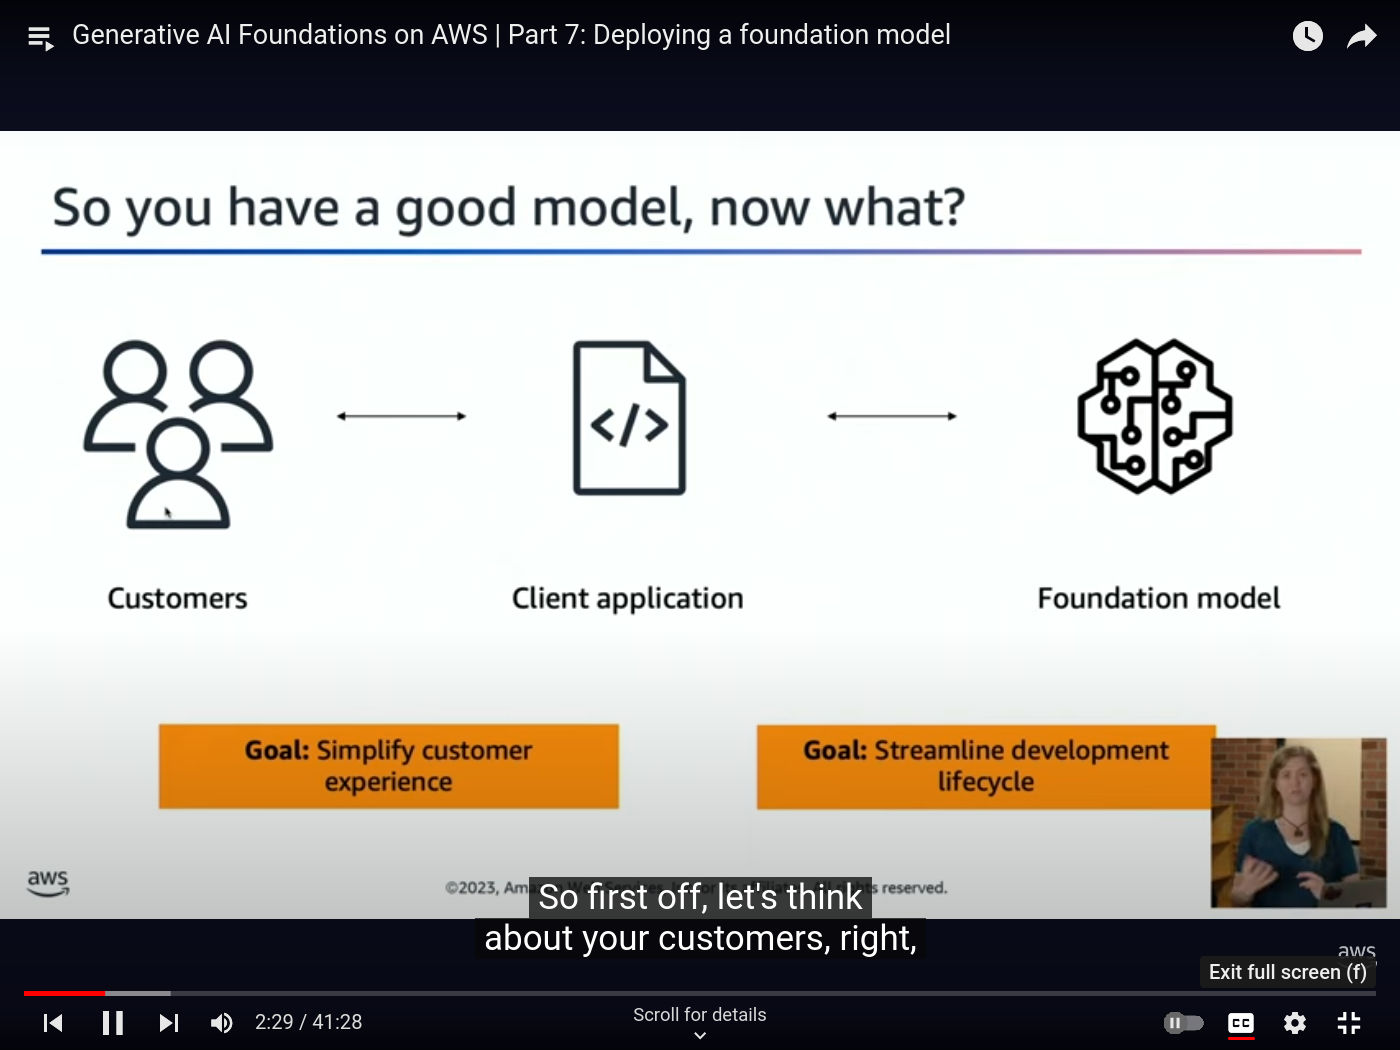 Generative AI Foundations on AWS | Part 7: Deploying a foundation model
So you have a good model, now what?
</>
Customers
Client application
Foundation model
Goal: Simplify customer
experience
Goal: Streamline development
lifecycle
aws
©2023, reserved.
So first off, let's think
about your customers, right,
aws
Exit full screen (f)
2:29 / 41:28
Scroll for details
CC